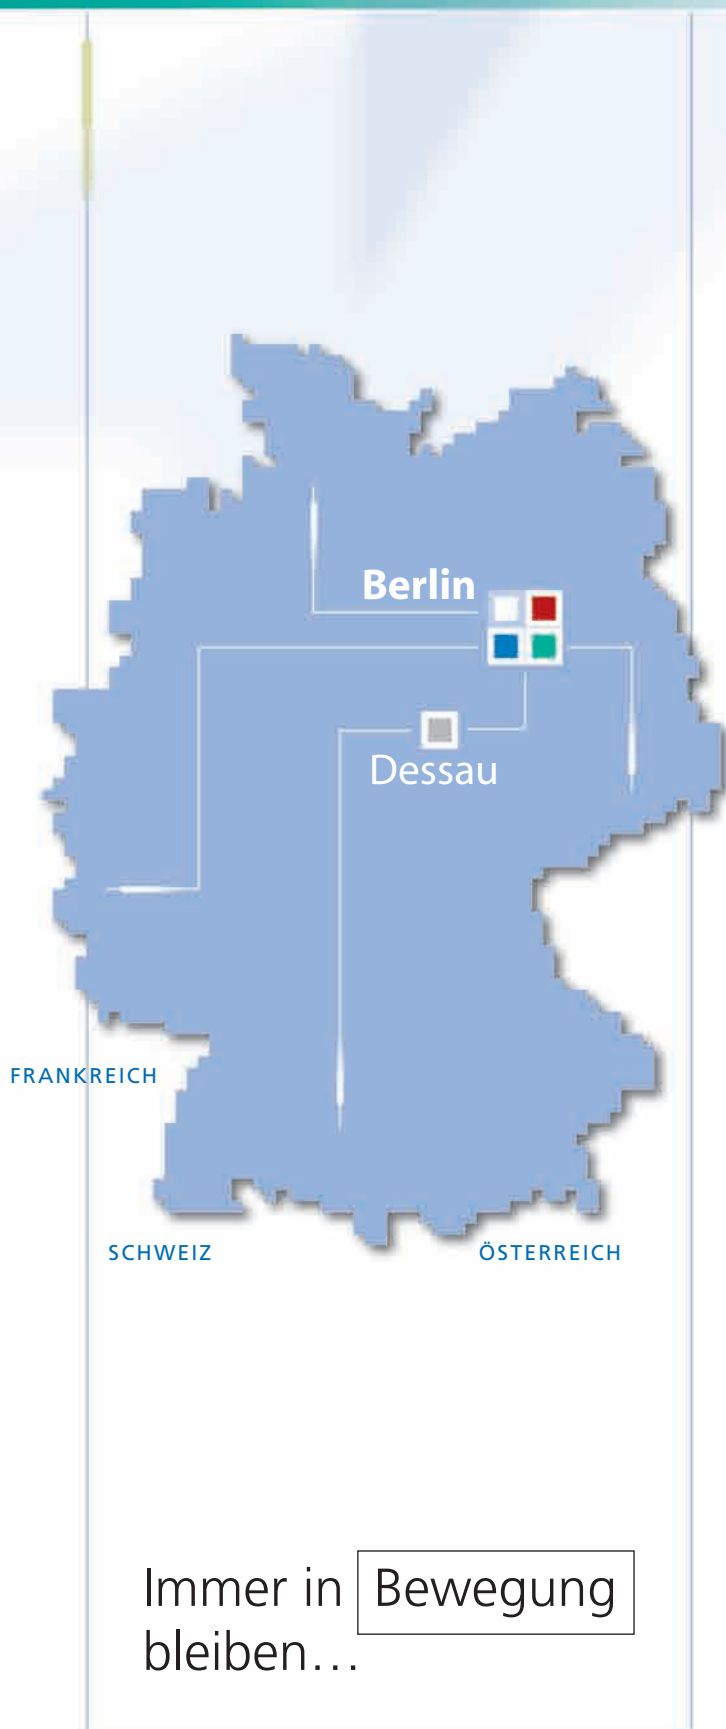 Berlin
Dessau
FRANKREICH
SCHWEIZ
ÖSTERREICH
Immer in Bewegung
bleiben…